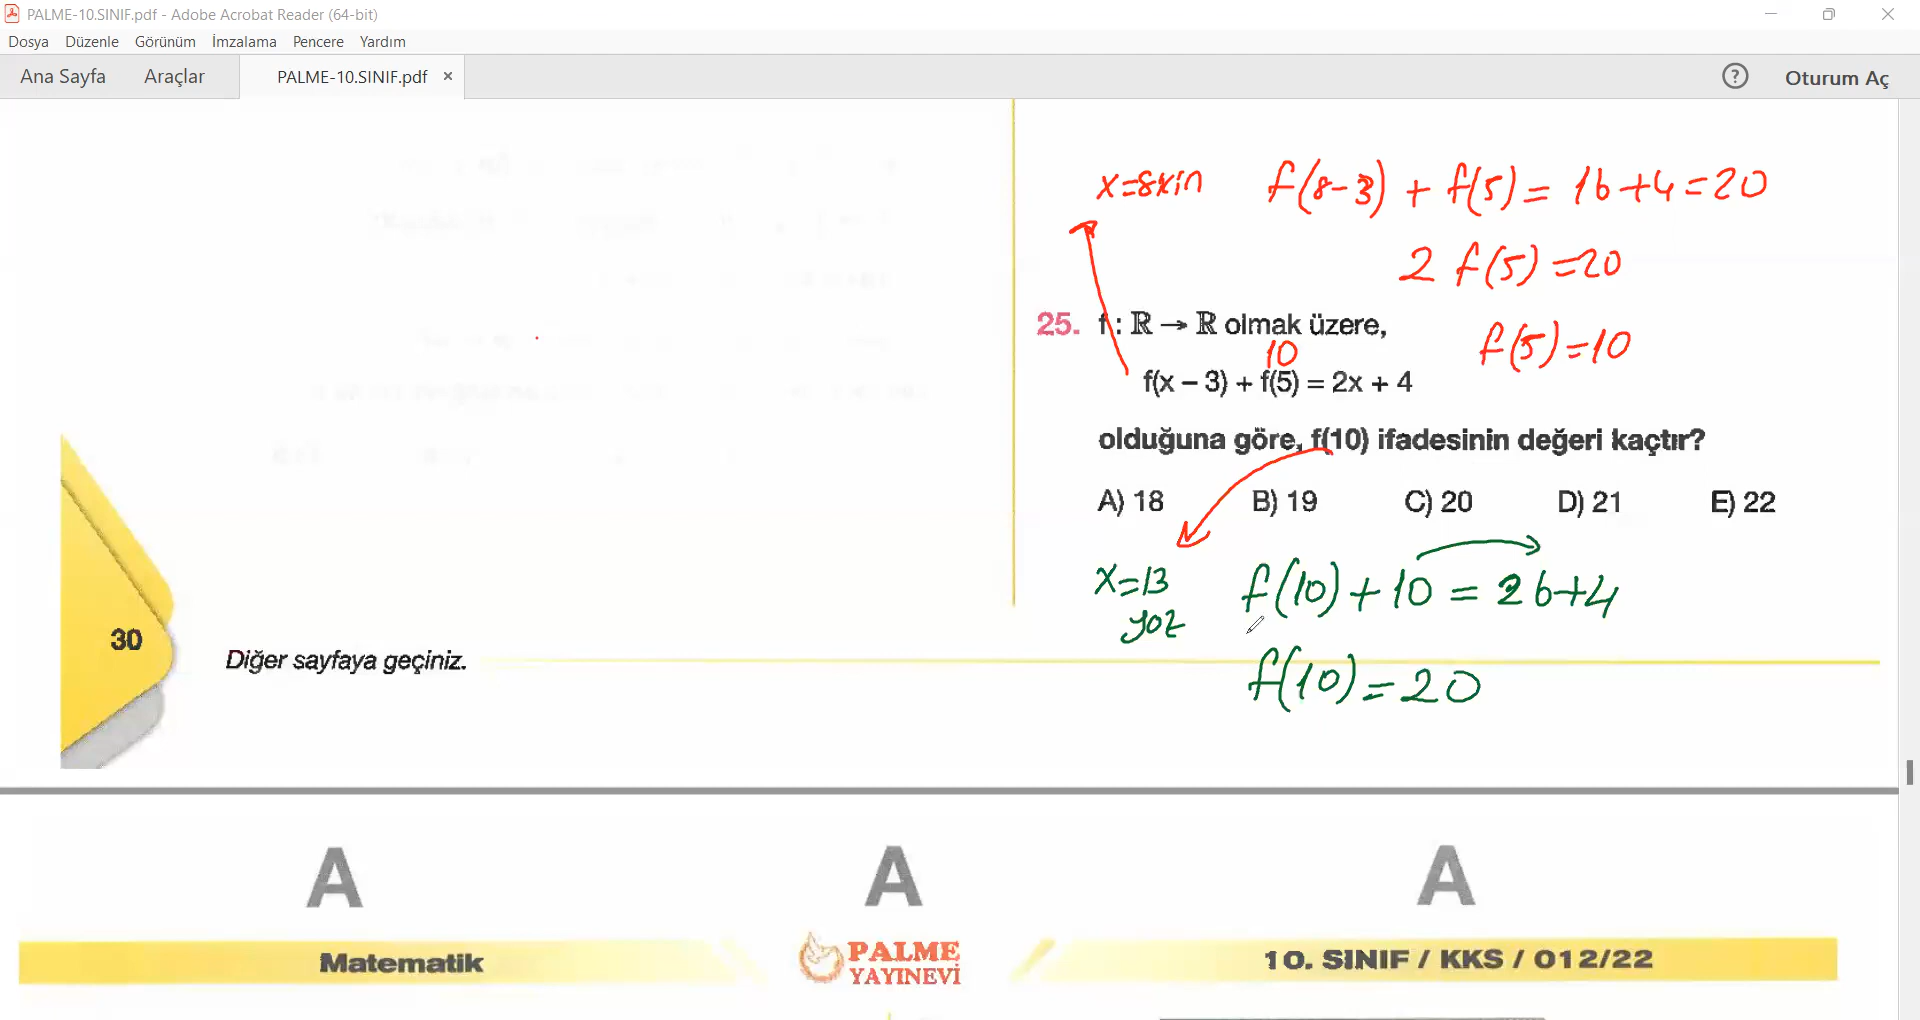 PALME-10.SINIF.pdf - Adobe Acrobat Reader (64-bit)
Dosya Düzenle Görünüm İmzalama Pencere Yardım
Ana Sayfa Araçlar PALME-10.SINIF.pdf × ? Oturum Aç
x=8 için f(8-3) + f(5) = 16+4=20
2 f(5) =20
f(5)=10
25. f : ℝ → ℝ olmak üzere,
10
f(x – 3) + f(5) = 2x + 4
olduğuna göre, f(10) ifadesinin değeri kaçtır?
A) 18 B) 19 C) 20 D) 21 E) 22
x=13 f(10)+10 = 26+4
yaz
f(10)=20
30
Diğer sayfaya geçiniz.
A A A
Matematik
PALME
YAYINEVİ
10. SINIF / KKS / 012/22